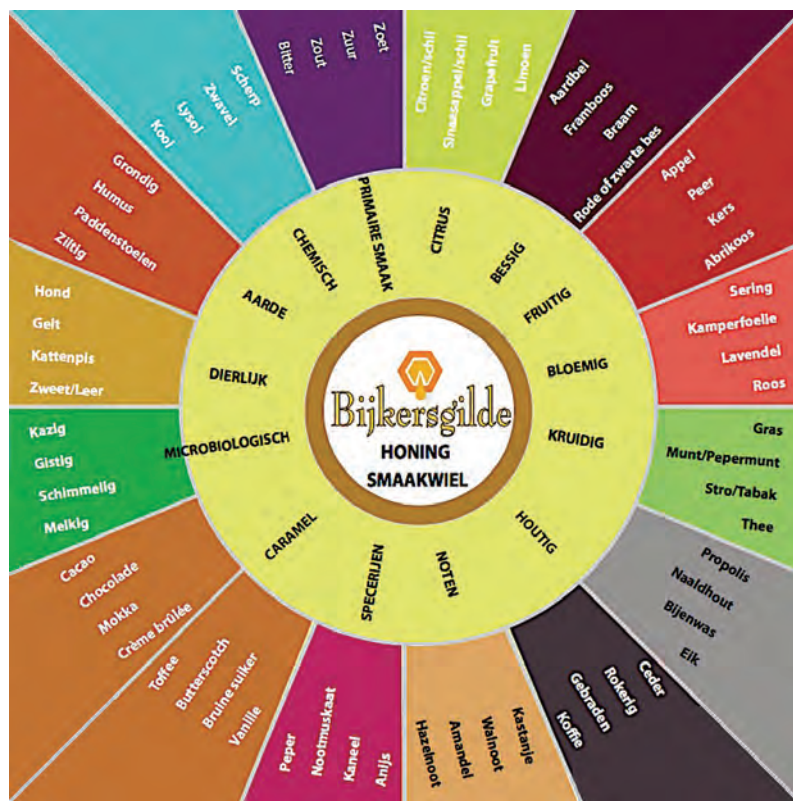 Bijkersgilde
HONING
SMAAKWIEL
PRIMAIRE SMAAK
CITRUS
BESSIG
FRUITIG
BLOEMIG
KRUIDIG
HOUTIG
NOTEN
SPECERIJEN
CARAMEL
MICROBIOLOGISCH
DIERLIJK
AARDE
CHEMISCH
Bitter
Zout
Zuur
Zoet
Citroen/schil
Sinaasappel/schil
Grapefruit
Limoen
Aardbei
Framboos
Braam
Rode of zwarte bes
Appel
Peer
Kers
Abrikoos
Sering
Kamperfoelie
Lavendel
Roos
Gras
Munt/Pepermunt
Stro/Tabak
Thee
Propolis
Naaldhout
Bijenwas
Eik
Ceder
Rokerig
Gebraden
Koffie
Kastanje
Walnoot
Amandel
Hazelnoot
Anijs
Kaneel
Nootmuskaat
Peper
Vanille
Bruine suiker
Butterscotch
Toffee
Crème brûlée
Mokka
Chocolade
Cacao
Kazig
Gistig
Schimmelig
Melkig
Hond
Geit
Kattenpis
Zweet/Leer
Grondig
Humus
Paddenstoelen
Ziltig
Kool
Lysol
Zwavel
Scherp